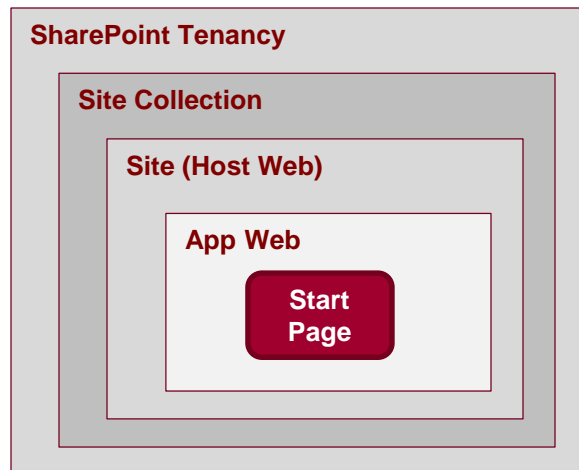 SharePoint Tenancy
Site Collection
Site (Host Web)
App Web
Start
Page